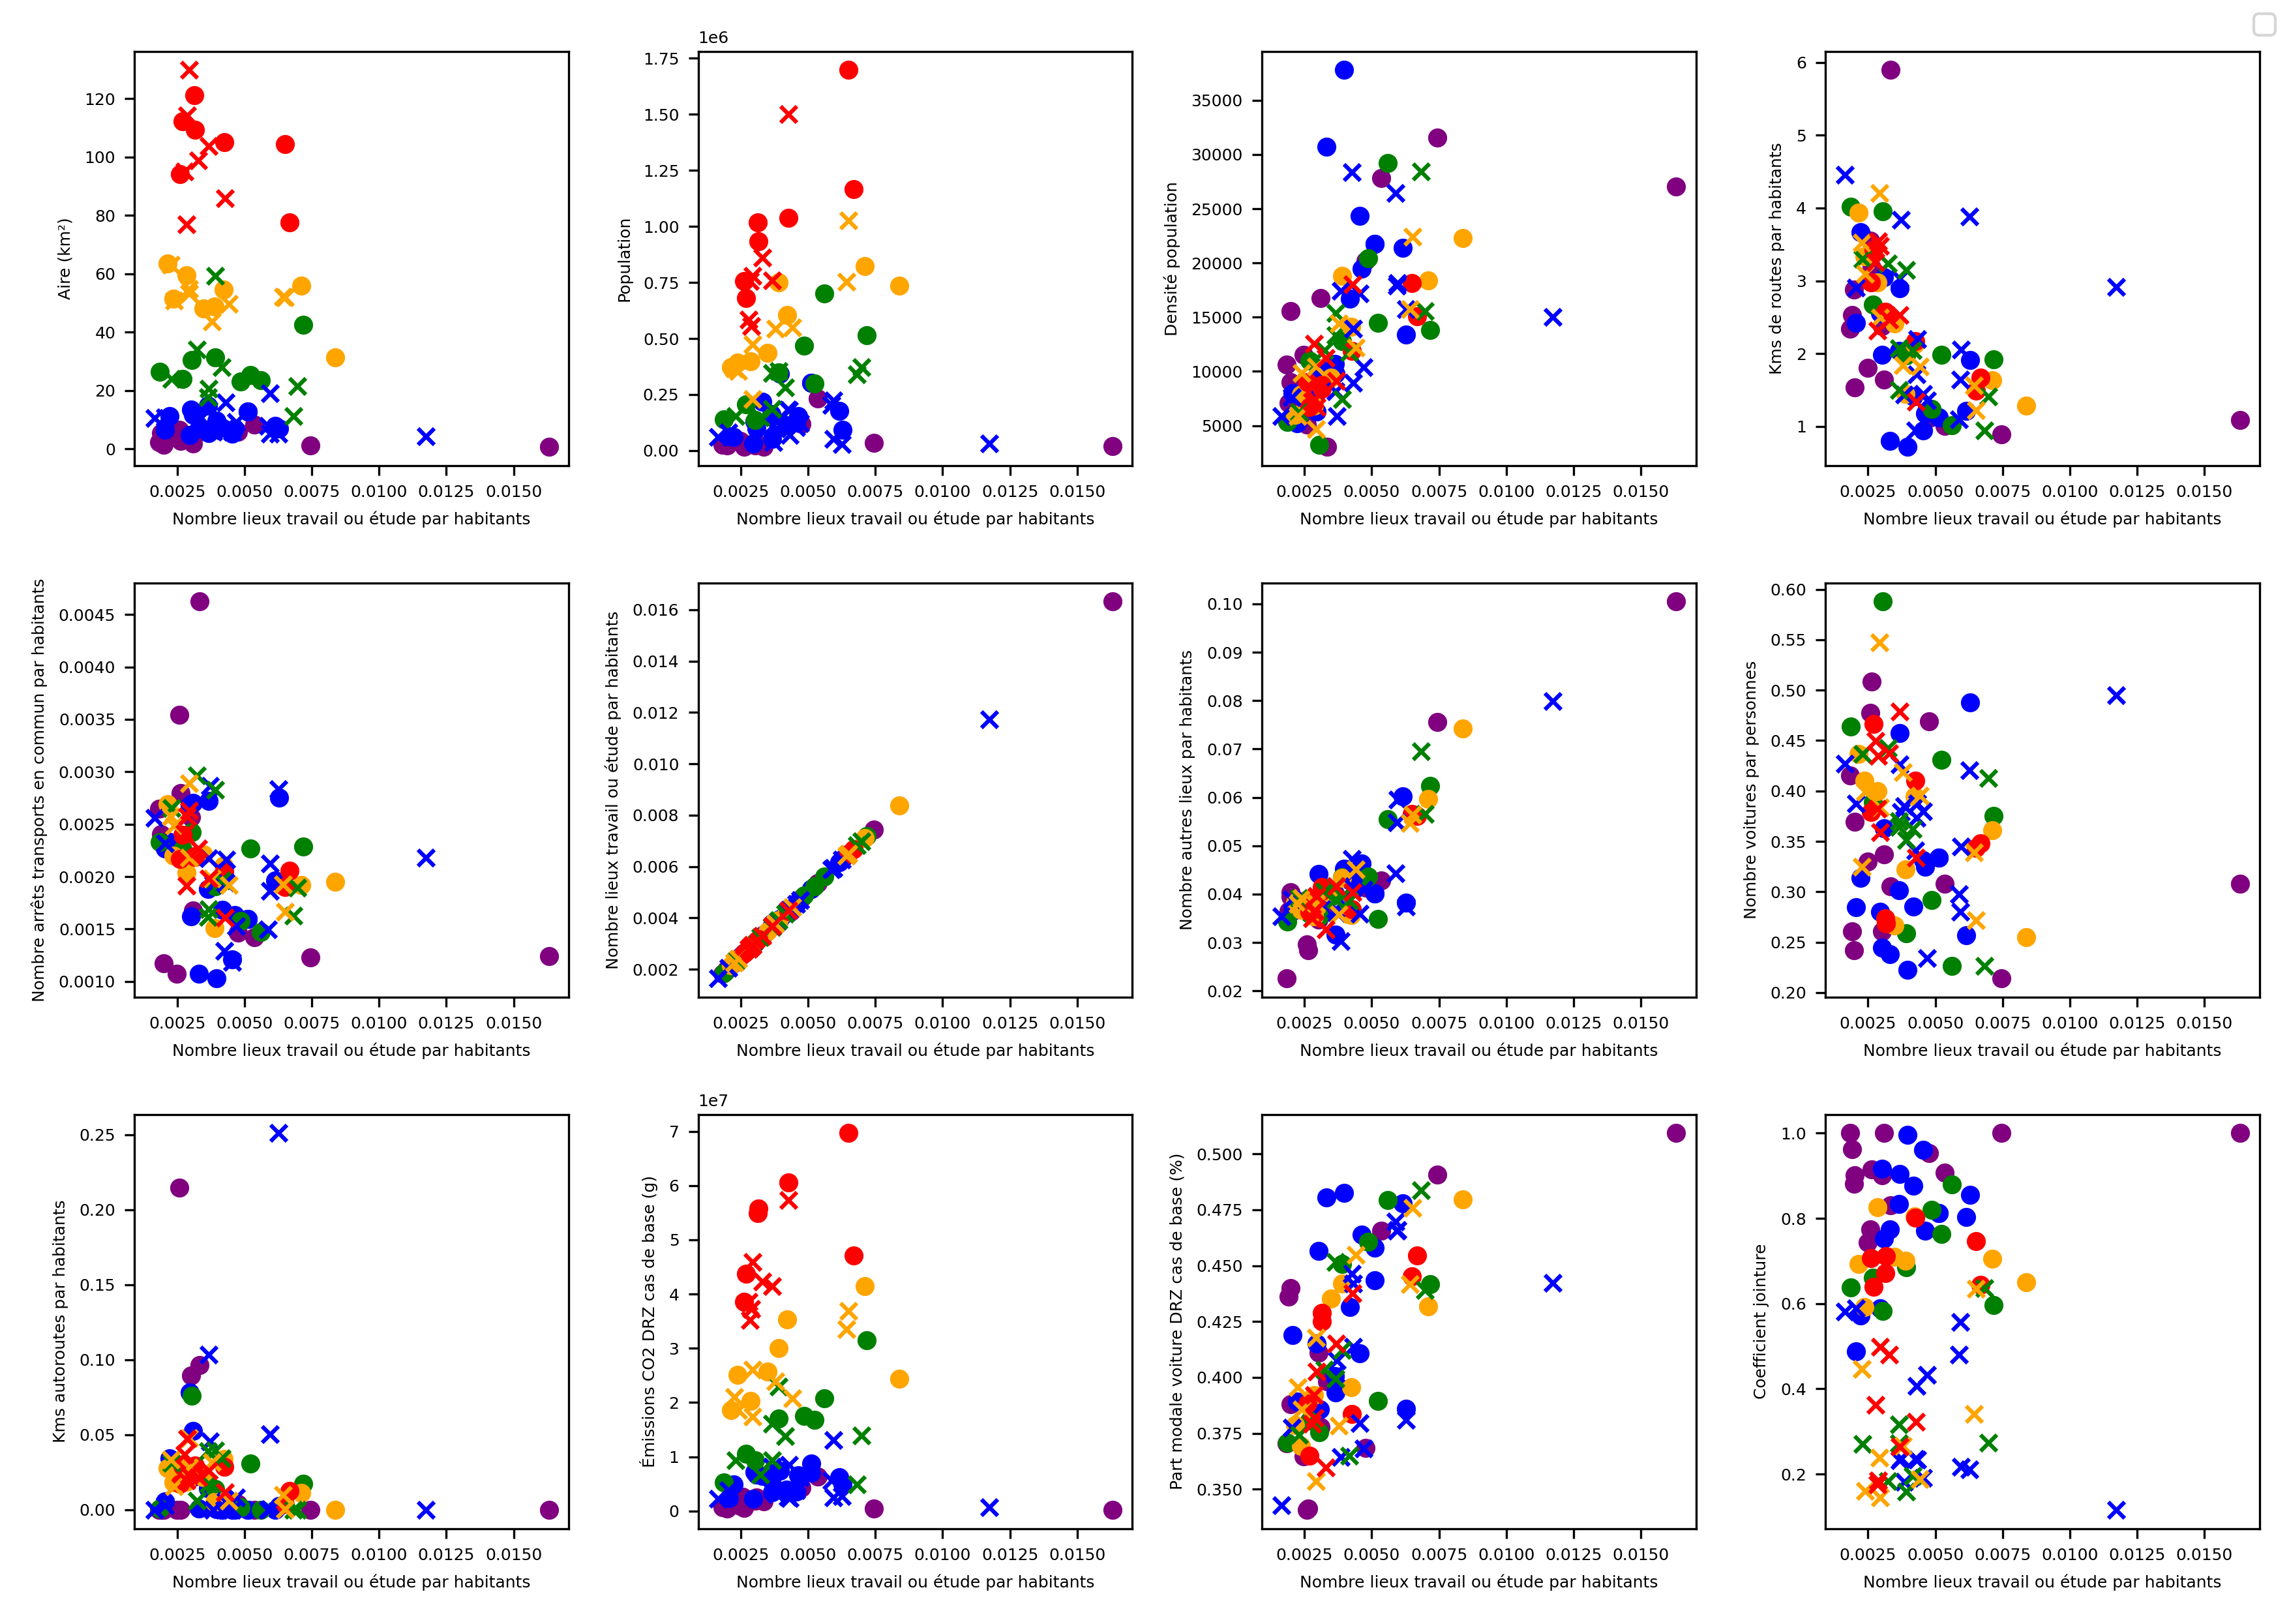 1e6
Aire (km²)
120
100
80
60
40
20
0
0.0025 0.0050 0.0075 0.0100 0.0125 0.0150
Nombre lieux travail ou étude par habitants
Population
1.75
1.50
1.25
1.00
0.75
0.50
0.25
0.00
0.0025 0.0050 0.0075 0.0100 0.0125 0.0150
Nombre lieux travail ou étude par habitants
Densité population
35000
30000
25000
20000
15000
10000
5000
0.0025 0.0050 0.0075 0.0100 0.0125 0.0150
Nombre lieux travail ou étude par habitants
Kms de routes par habitants
6
5
4
3
2
1
0.0025 0.0050 0.0075 0.0100 0.0125 0.0150
Nombre lieux travail ou étude par habitants
Nombre arrêts transports en commun par habitants
0.0045
0.0040
0.0035
0.0030
0.0025
0.0020
0.0015
0.0010
0.0025 0.0050 0.0075 0.0100 0.0125 0.0150
Nombre lieux travail ou étude par habitants
Nombre lieux travail ou étude par habitants
0.016
0.014
0.012
0.010
0.008
0.006
0.004
0.002
0.0025 0.0050 0.0075 0.0100 0.0125 0.0150
Nombre lieux travail ou étude par habitants
Nombre autres lieux par habitants
0.10
0.09
0.08
0.07
0.06
0.05
0.04
0.03
0.02
0.0025 0.0050 0.0075 0.0100 0.0125 0.0150
Nombre lieux travail ou étude par habitants
Nombre voitures par personnes
0.60
0.55
0.50
0.45
0.40
0.35
0.30
0.25
0.20
0.0025 0.0050 0.0075 0.0100 0.0125 0.0150
Nombre lieux travail ou étude par habitants
Kms autoroutes par habitants
0.25
0.20
0.15
0.10
0.05
0.00
0.0025 0.0050 0.0075 0.0100 0.0125 0.0150
Nombre lieux travail ou étude par habitants
1e7
Émissions CO2 DRZ cas de base (g)
7
6
5
4
3
2
1
0
0.0025 0.0050 0.0075 0.0100 0.0125 0.0150
Nombre lieux travail ou étude par habitants
Part modale voiture DRZ cas de base (%)
0.500
0.475
0.450
0.425
0.400
0.375
0.350
0.0025 0.0050 0.0075 0.0100 0.0125 0.0150
Nombre lieux travail ou étude par habitants
Coefficient jointure
1.0
0.8
0.6
0.4
0.2
0.0025 0.0050 0.0075 0.0100 0.0125 0.0150
Nombre lieux travail ou étude par habitants